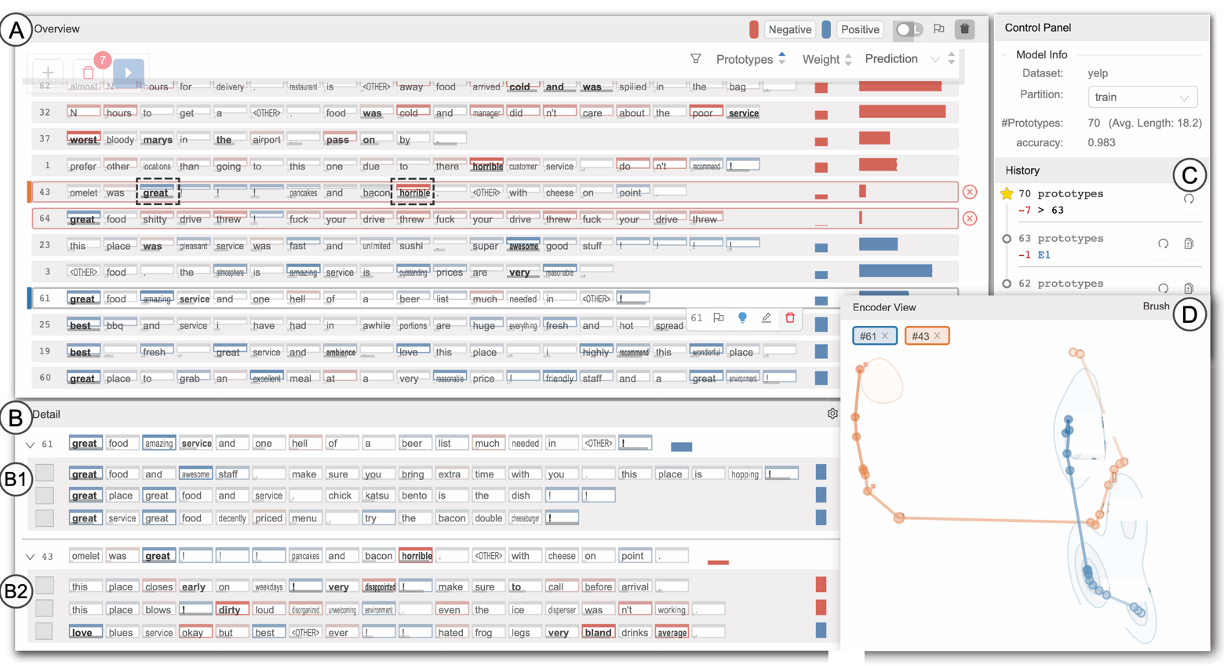 A Overview Negative Positive L
7 Prototypes Weight Prediction
62 almost N hours for delivery . restaurant is <OTHER> away food arrived cold and was spilled in the bag .
32 N hours to get a <OTHER> . food was cold and manager did n't care about the poor service
37 worst bloody marys in the airport . pass on by .
1 prefer other locations than going to this one due to there horrible customer service . do n't recommend !
43 omelet was great ! ! ! pancakes and bacon horrible . <OTHER> with cheese on point .
64 great food shitty drive threw ! fuck your drive threw fuck your drive threw fuck your drive threw
23 this place was pleasant service was fast and unlimited sushi . super awesome good stuff ! ! ! !
3 <OTHER> food . the atmosphere is amazing service is outstanding prices are very reasonable .
61 great food amazing service and one hell of a beer list much needed in <OTHER> !
25 best bbq and service i have had in awhile portions are huge everything fresh and hot spread
61
19 best . fresh . great service and ambience . love this place . i highly recommend this wonderful place .
60 great place to grab an excellent meal at a very reasonable price ! friendly staff and a great environment !
Control Panel
Model Info
Dataset: yelp
Partition: train
#Prototypes: 70 (Avg. Length: 18.2)
accuracy: 0.983
History
C
70 prototypes
-7 > 63
63 prototypes
-1 E1
62 prototypes
B Detail
61 great food amazing service and one hell of a beer list much needed in <OTHER> !
B1
great food and awesome staff . make sure you bring extra time with you . this place is hopping !
great place great food and service . chick katsu bento is the dish ! !
great service great food decently priced menu . try the bacon double cheeseburger !
43 omelet was great ! ! ! pancakes and bacon horrible . <OTHER> with cheese on point .
B2
this place closes early on weekdays ! very disappointed ! make sure to call before arrival .
this place blows ! dirty loud disorganized unwelcoming environment . even the ice dispenser was n't working .
love blues service okay but best <OTHER> ever ! ! hated frog legs very bland drinks average .
Encoder View Brush D
#61 × #43 ×